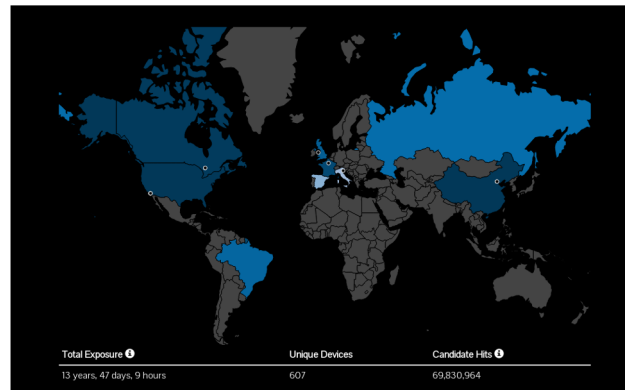 Total Exposure Unique Devices Candidate Hits
13 years, 47 days, 9 hours 607 69,830,964